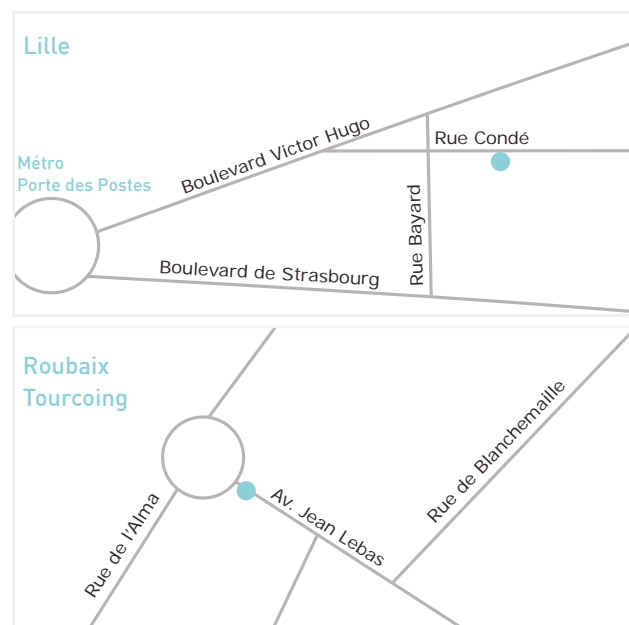 Lille
Métro
Porte des Postes
Boulevard Victor Hugo
Rue Condé
Rue Bayard
Boulevard de Strasbourg
Roubaix
Tourcoing
Rue de l'Alma
Av. Jean Lebas
Rue de Blanchemaille